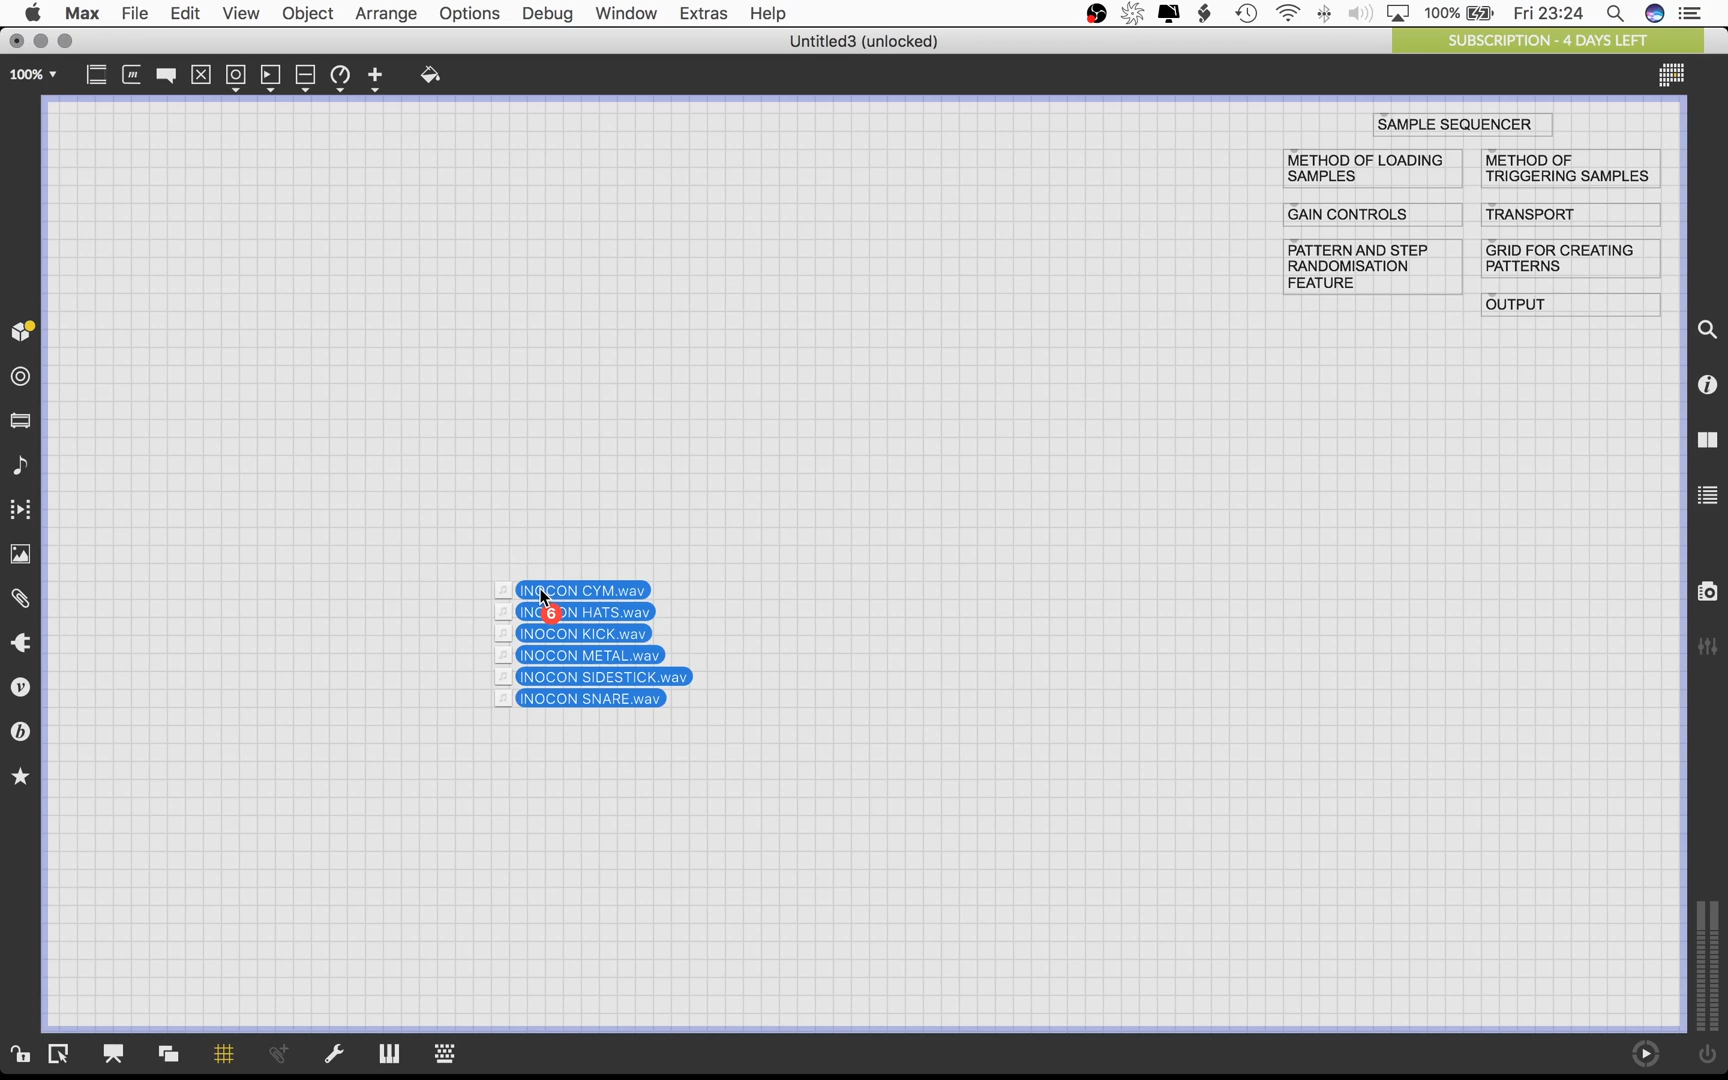 Max File Edit View Object Arrange Options Debug Window Extras Help 100% Fri 23:24
Untitled3 (unlocked)
SUBSCRIPTION - 4 DAYS LEFT
100%
SAMPLE SEQUENCER
METHOD OF LOADING
SAMPLES
METHOD OF
TRIGGERING SAMPLES
GAIN CONTROLS
TRANSPORT
PATTERN AND STEP
RANDOMISATION
FEATURE
GRID FOR CREATING
PATTERNS
OUTPUT
INOCON CYM.wav
INOCON HATS.wav
6
INOCON KICK.wav
INOCON METAL.wav
INOCON SIDESTICK.wav
INOCON SNARE.wav